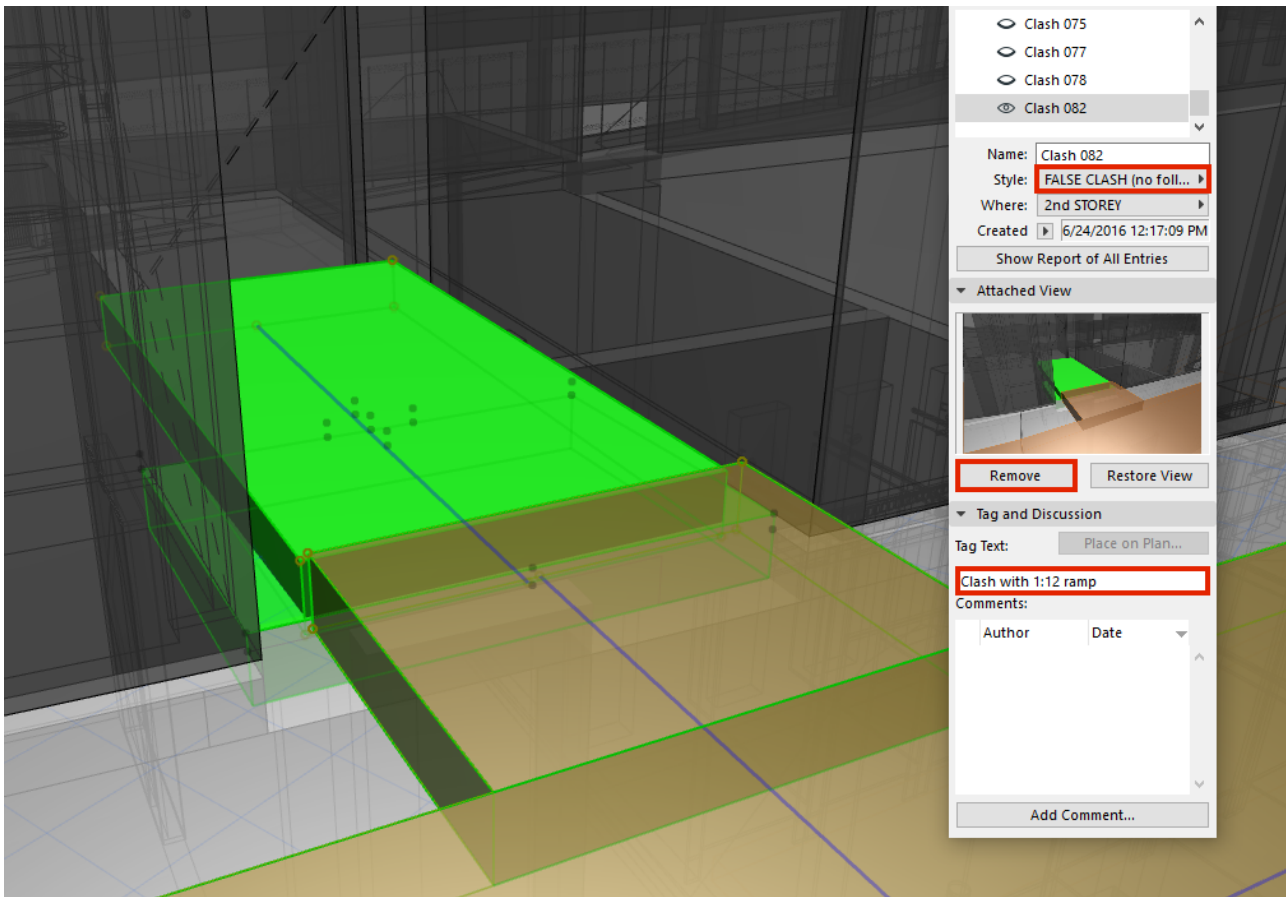 Clash 075
Clash 077
Clash 078
Clash 082
Name: Clash 082
Style: FALSE CLASH (no foll...
Where: 2nd STOREY
Created 6/24/2016 12:17:09 PM
Show Report of All Entries
Attached View
Remove Restore View
Tag and Discussion
Tag Text: Place on Plan...
Clash with 1:12 ramp
Comments:
Author Date
Add Comment...